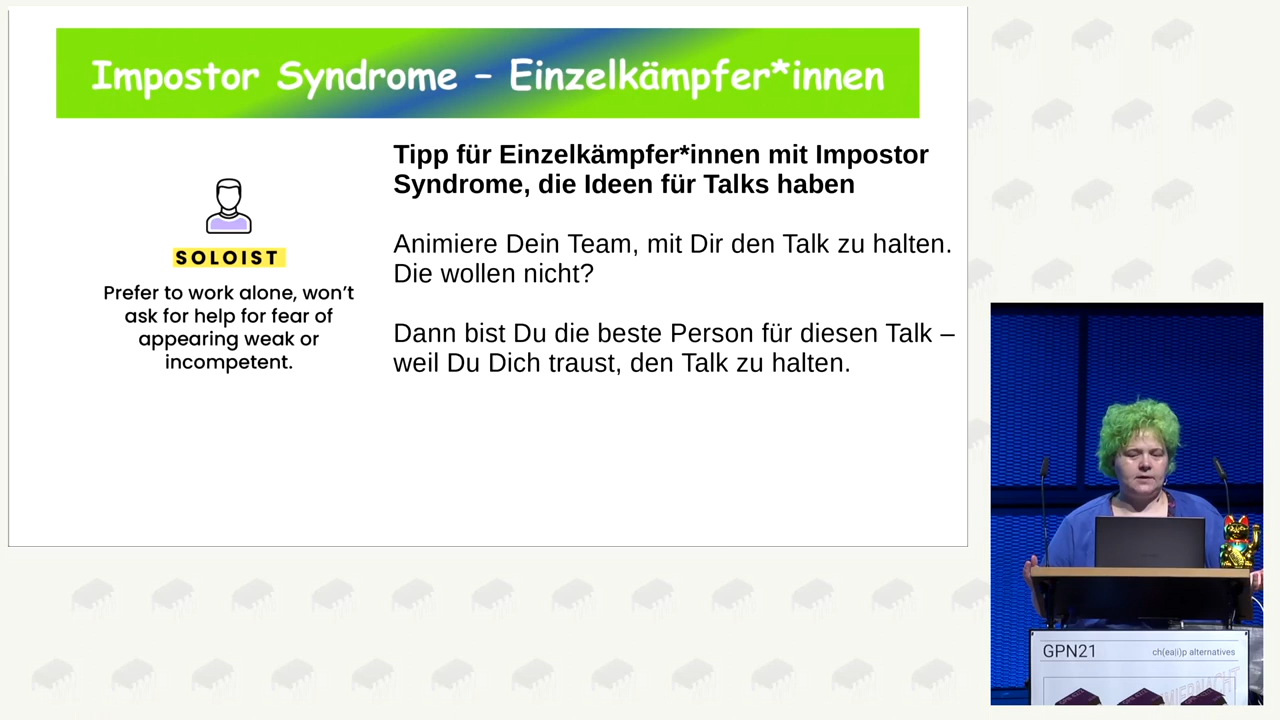 Impostor Syndrome – Einzelkämpfer*innen
Tipp für Einzelkämpfer*innen mit Impostor
Syndrome, die Ideen für Talks haben
SOLOIST
Prefer to work alone, won’t
ask for help for fear of
appearing weak or
incompetent.
Animiere Dein Team, mit Dir den Talk zu halten.
Die wollen nicht?
Dann bist Du die beste Person für diesen Talk –
weil Du Dich traust, den Talk zu halten.
GPN21
ch(ea|i)p alternatives